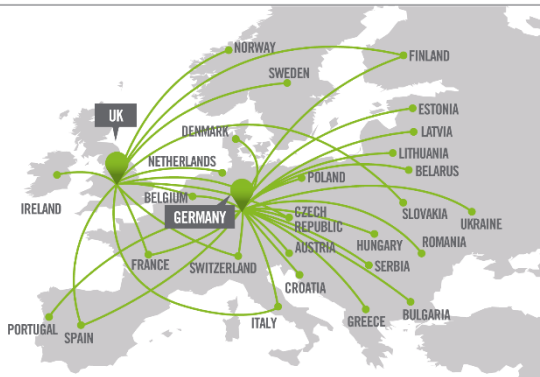 NORWAY
FINLAND
SWEDEN
UK
ESTONIA
DENMARK
LATVIA
NETHERLANDS
LITHUANIA
BELARUS
POLAND
BELGIUM
IRELAND
GERMANY
SLOVAKIA
CZECH
REPUBLIC
UKRAINE
HUNGARY
AUSTRIA
ROMANIA
FRANCE
SWITZERLAND
SERBIA
CROATIA
PORTUGAL
SPAIN
ITALY
GREECE
BULGARIA